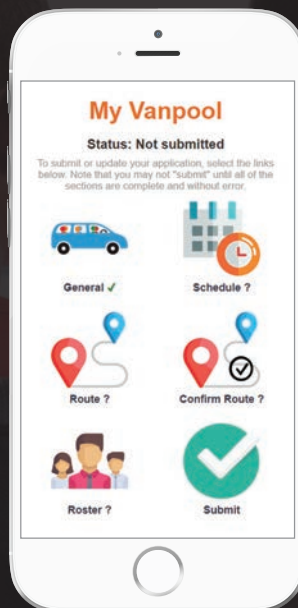 My Vanpool
Status: Not submitted
To submit or update your application, select the links
below. Note that you may not "submit" until all of the
sections are complete and without error.
General ✓
Schedule ?
Route ?
Confirm Route ?
Roster ?
Submit